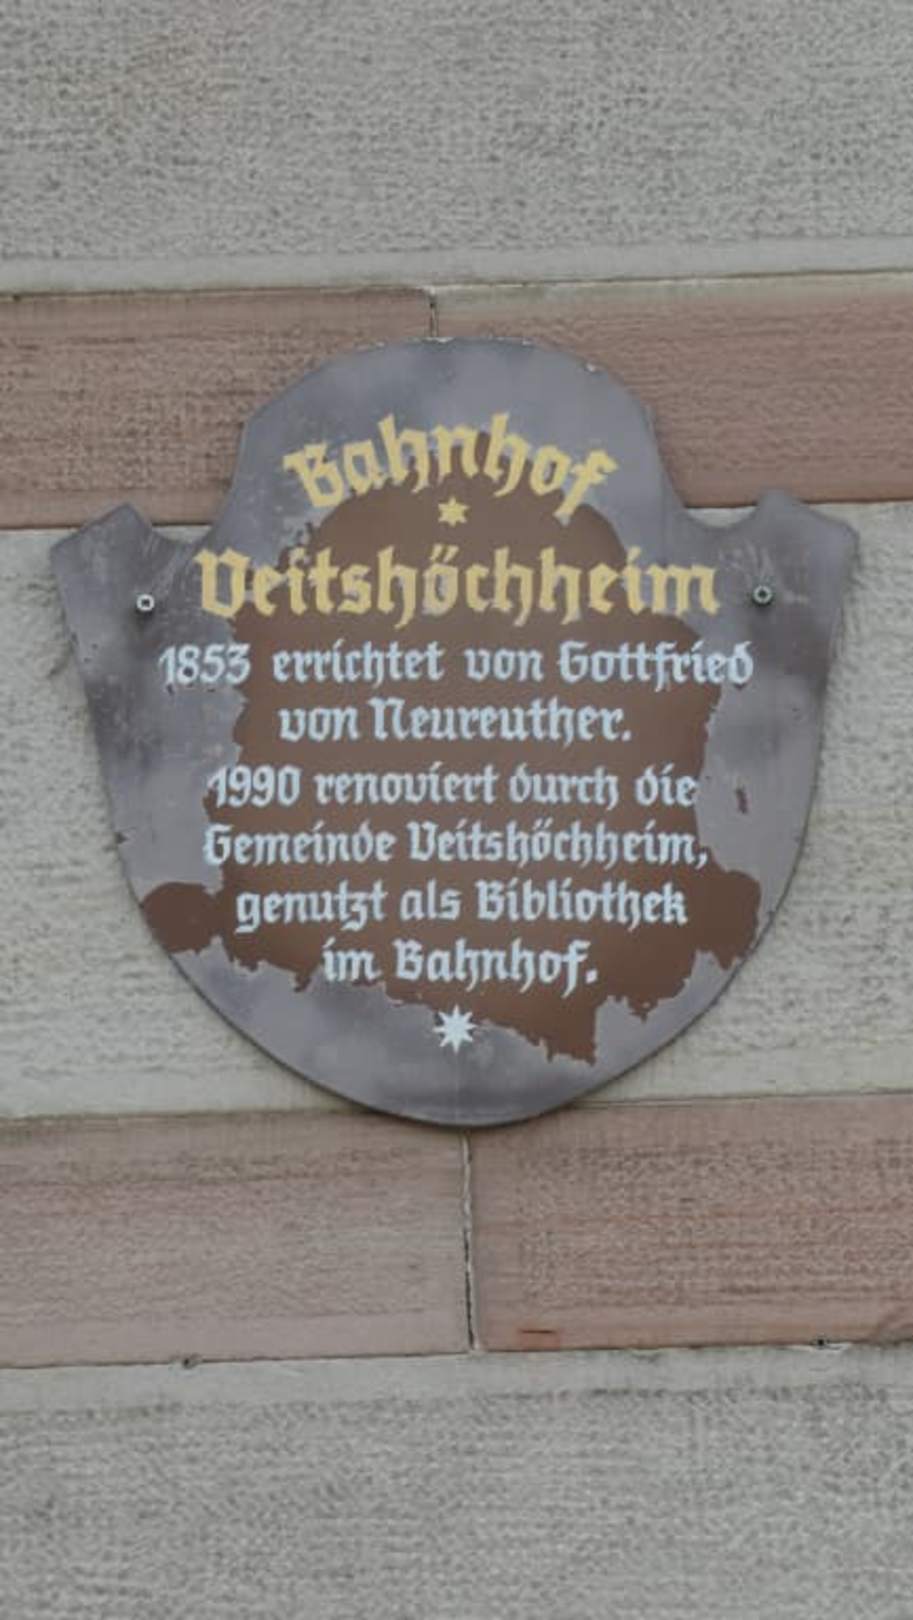 Bahnhof
Veitshöchheim
1853 errichtet von Gottfried
von Neureuther.
1990 renoviert durch die
Gemeinde Veitshöchheim,
genutzt als Bibliothek
im Bahnhof.